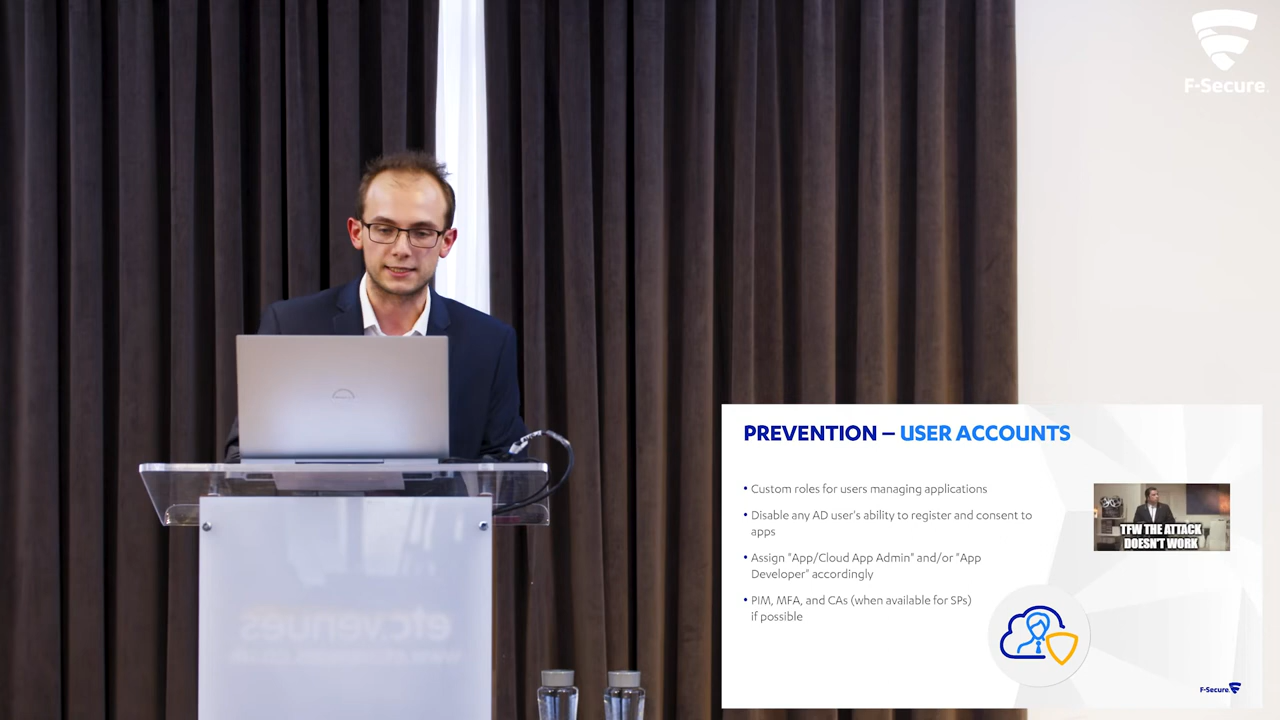 F-Secure.
PREVENTION – USER ACCOUNTS
• Custom roles for users managing applications
• Disable any AD user's ability to register and consent to
apps
• Assign "App/Cloud App Admin" and/or "App
Developer" accordingly
• PIM, MFA, and CAs (when available for SPs)
if possible
TFW THE ATTACK
DOESN'T WORK
F-Secure.